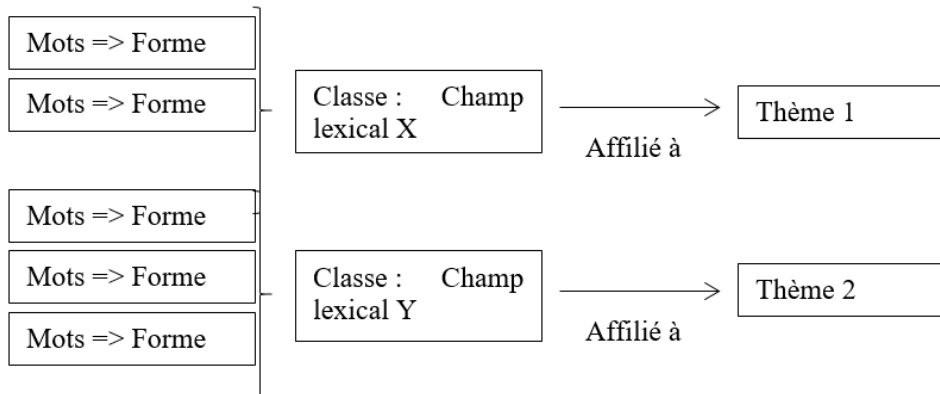 Mots => Forme
Mots => Forme
Classe : Champ
lexical X
Affilié à
Thème 1
Mots => Forme
Mots => Forme
Mots => Forme
Classe : Champ
lexical Y
Affilié à
Thème 2